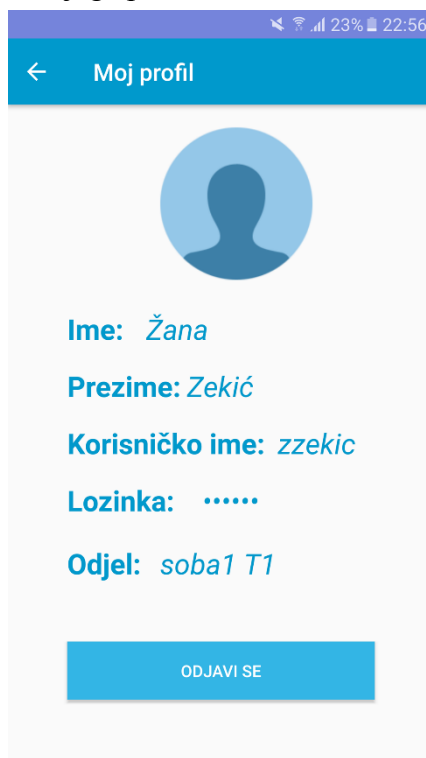 23% 22:56
Moj profil
Ime: Žana
Prezime: Zekić
Korisničko ime: zzekic
Lozinka: ••••••
Odjel: soba1 T1
ODJAVI SE